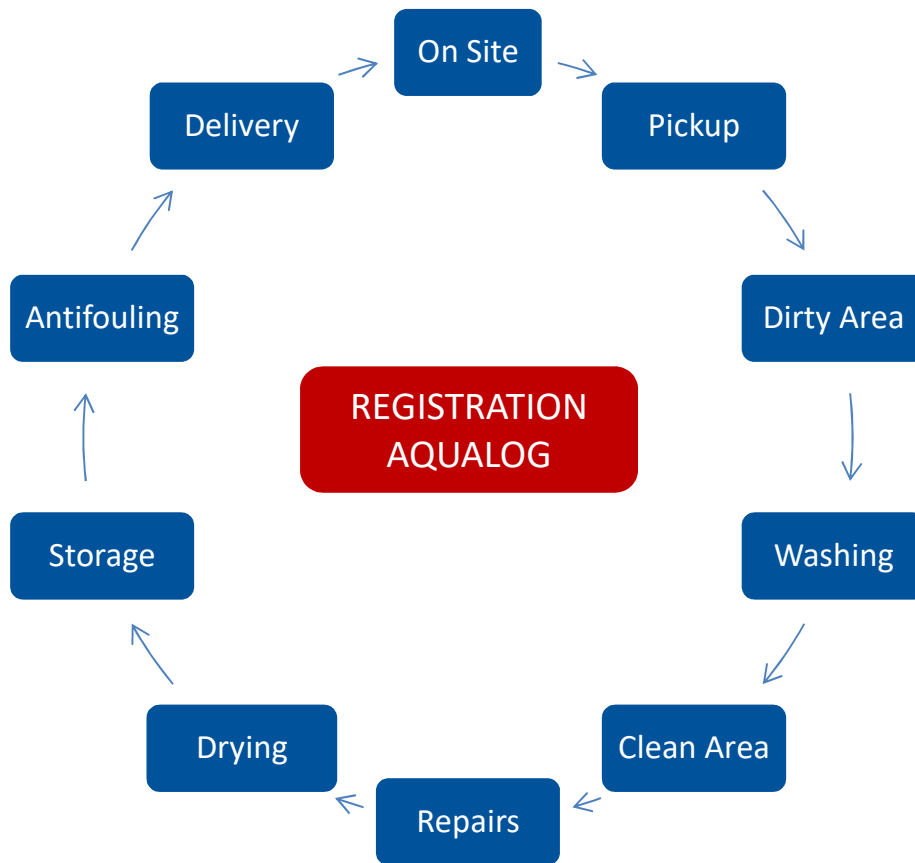 On Site
Pickup
Dirty Area
Washing
Clean Area
Repairs
Drying
Storage
Antifouling
Delivery
REGISTRATION
AQUALOG